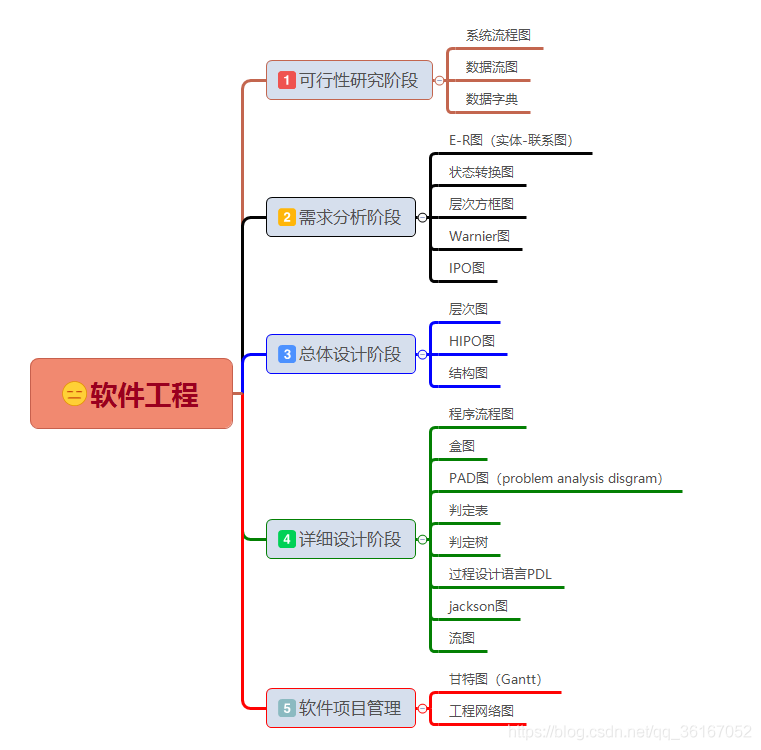 软件工程
1 可行性研究阶段
系统流程图
数据流图
数据字典
2 需求分析阶段
E-R图（实体-联系图）
状态转换图
层次方框图
Warnier图
IPO图
3 总体设计阶段
层次图
HIPO图
结构图
4 详细设计阶段
程序流程图
盒图
PAD图（problem analysis disgram）
判定表
判定树
过程设计语言PDL
jackson图
流图
5 软件项目管理
甘特图（Gantt）
工程网络图
https://blog.csdn.net/qq_36167052